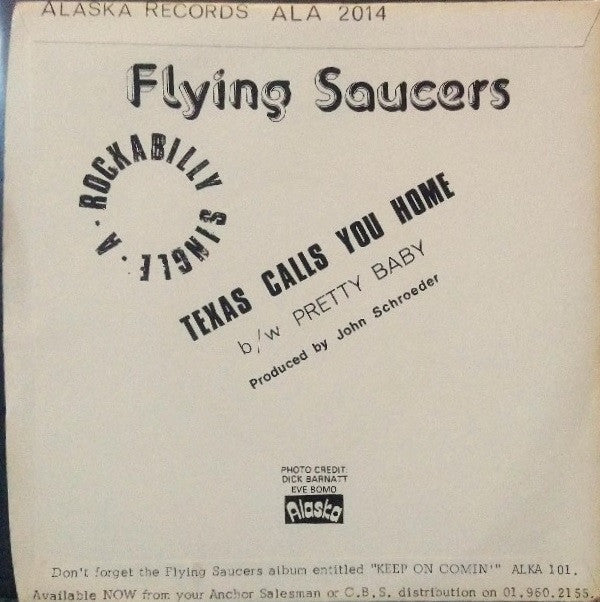 ALASKA RECORDS ALA 2014
Flying Saucers
A · ROCKABILLY SINGLE ·
TEXAS CALLS YOU HOME
b/w PRETTY BABY
Produced by John Schroeder
PHOTO CREDIT:
DICK BARNATT
EVE BOMO
Alaska
Don't forget the Flying Saucers album entitled "KEEP ON COMIN'" ALKA 101.
Available NOW from your Anchor Salesman or C.B.S. distribution on 01.960.2155.